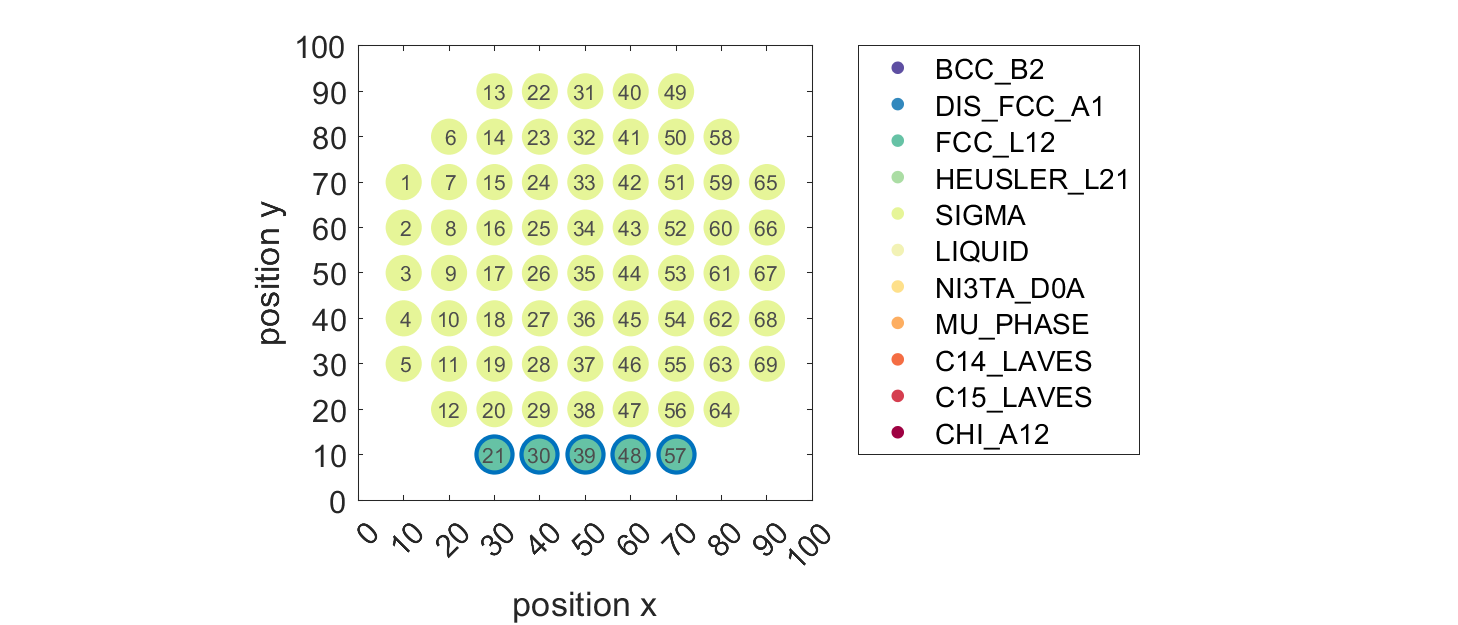 100
90 13 22 31 40 49
80 6 14 23 32 41 50 58
70 1 7 15 24 33 42 51 59 65
60 2 8 16 25 34 43 52 60 66
50 3 9 17 26 35 44 53 61 67
40 4 10 18 27 36 45 54 62 68
30 5 11 19 28 37 46 55 63 69
20 12 20 29 38 47 56 64
10 21 30 39 48 57
0
0 10 20 30 40 50 60 70 80 90 100
position x
position y
BCC_B2
DIS_FCC_A1
FCC_L12
HEUSLER_L21
SIGMA
LIQUID
NI3TA_D0A
MU_PHASE
C14_LAVES
C15_LAVES
CHI_A12